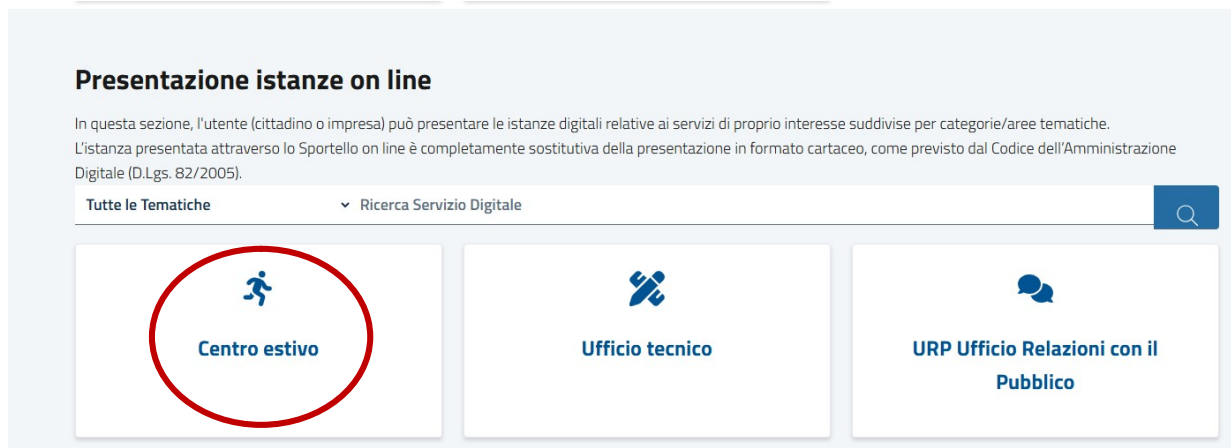 Presentazione istanze on line
In questa sezione, l'utente (cittadino o impresa) può presentare le istanze digitali relative ai servizi di proprio interesse suddivise per categorie/aree tematiche.
L'istanza presentata attraverso lo Sportello on line è completamente sostitutiva della presentazione in formato cartaceo, come previsto dal Codice dell'Amministrazione
Digitale (D.Lgs. 82/2005).
Tutte le Tematiche Ricerca Servizio Digitale
Centro estivo
Ufficio tecnico
URP Ufficio Relazioni con il
Pubblico